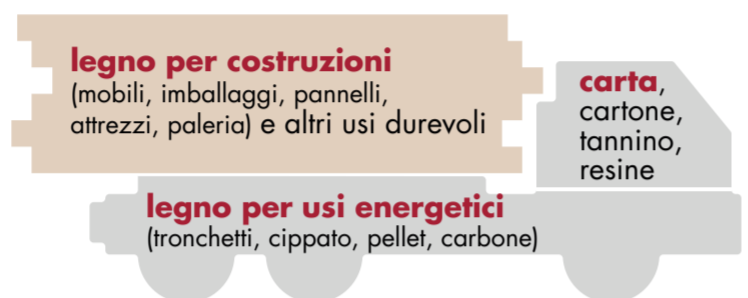 legno per costruzioni
(mobili, imballaggi, pannelli,
attrezzi, paleria) e altri usi durevoli
carta,
cartone,
tannino,
resine
legno per usi energetici
(tronchetti, cippato, pellet, carbone)